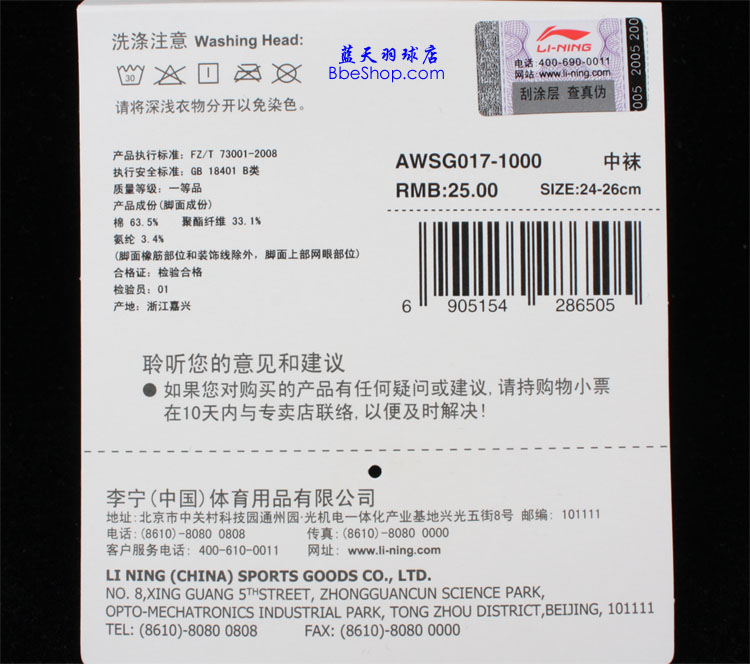 洗涤注意 Washing Head:
蓝天羽球店
BbeShop.com
30
请将深浅衣物分开以免染色。
LI-NING
电话:400-690-0011
网站:www.li-ning.com
刮涂层 查真伪
005 2005 200
产品执行标准: FZ/T 73001-2008
执行安全标准: GB 18401 B类
质量等级: 一等品
产品成份(脚面成份)
棉 63.5% 聚酯纤维 33.1%
氨纶 3.4%
(脚面橡筋部位和装饰线除外，脚面上部网眼部位)
合格证: 检验合格
检验员: 01
产地: 浙江嘉兴
AWSG017-1000 中袜
RMB:25.00 SIZE:24-26cm
6 905154 286505
聆听您的意见和建议
● 如果您对购买的产品有任何疑问或建议, 请持购物小票
在10天内与专卖店联络, 以便及时解决!
李宁(中国)体育用品有限公司
地址:北京市中关村科技园通州园·光机电一体化产业基地兴光五街8号 邮编: 101111
电话:(8610)-8080 0808 传真:(8610)-8080 0000
客户服务电话: 400-610-0011 网址: www.li-ning.com
LI NING (CHINA) SPORTS GOODS CO., LTD.
NO. 8,XING GUANG 5THSTREET, ZHONGGUANCUN SCIENCE PARK,
OPTO-MECHATRONICS INDUSTRIAL PARK, TONG ZHOU DISTRICT,BEIJING, 101111
TEL: (8610)-8080 0808 FAX: (8610)-8080 0000